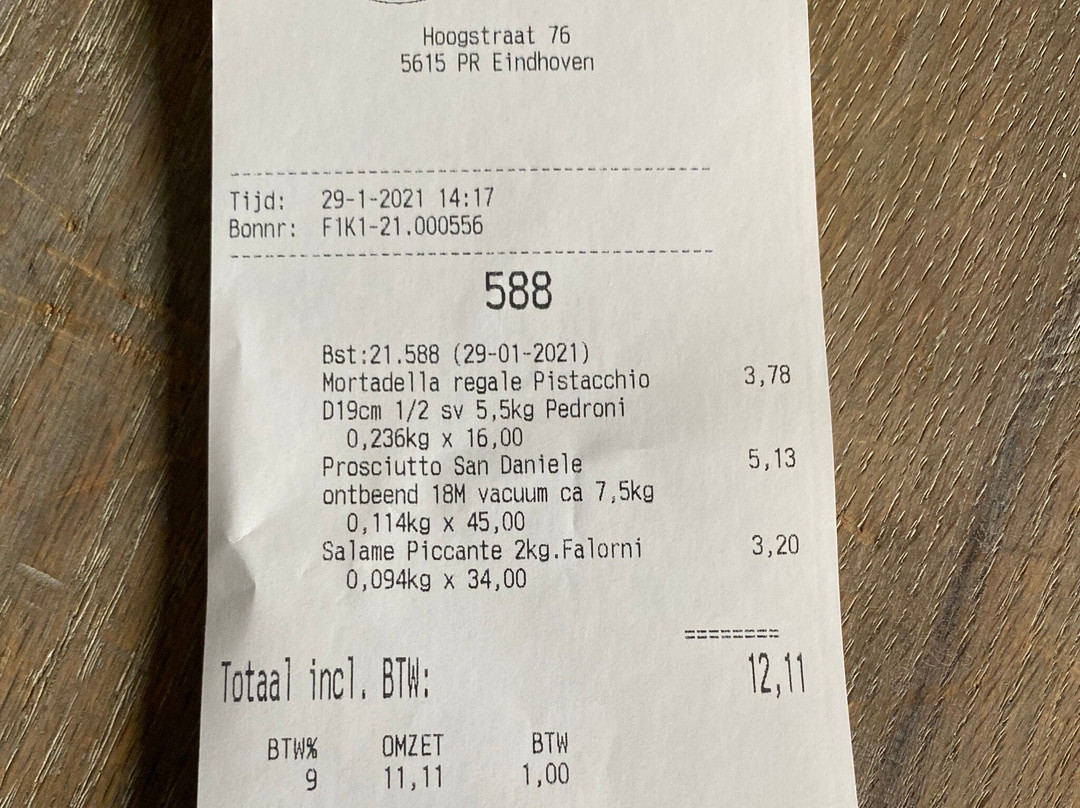 Hoogstraat 76
5615 PR Eindhoven
Tijd: 29-1-2021 14:17
Bonnr: F1K1-21.000556
588
Bst:21.588 (29-01-2021)
Mortadella regale Pistacchio 3,78
D19cm 1/2 sv 5,5kg Pedroni
0,236kg x 16,00
Prosciutto San Daniele 5,13
ontbeend 18M vacuum ca 7,5kg
0,114kg x 45,00
Salame Piccante 2kg.Falorni 3,20
0,094kg x 34,00
========
Totaal incl. BTW: 12,11
BTW% OMZET BTW
9 11,11 1,00